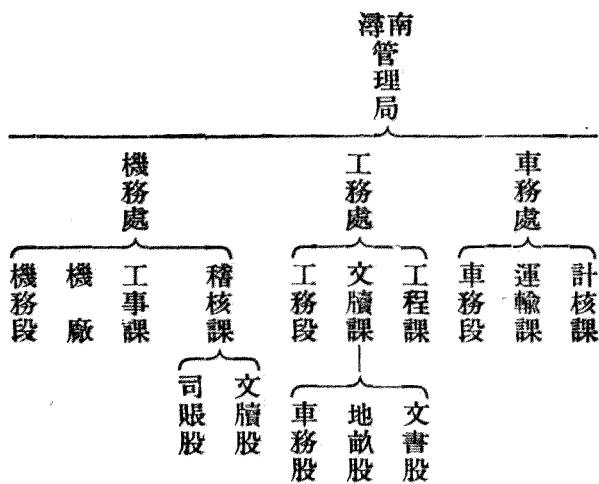 南潯管理局
車務處
工務處
機務處
計核課
運輸課
車務段
工程課
文牘課
工務段
稽核課
工事課
機廠
機務段
文書股
地畝股
車務股
文牘股
司賬股